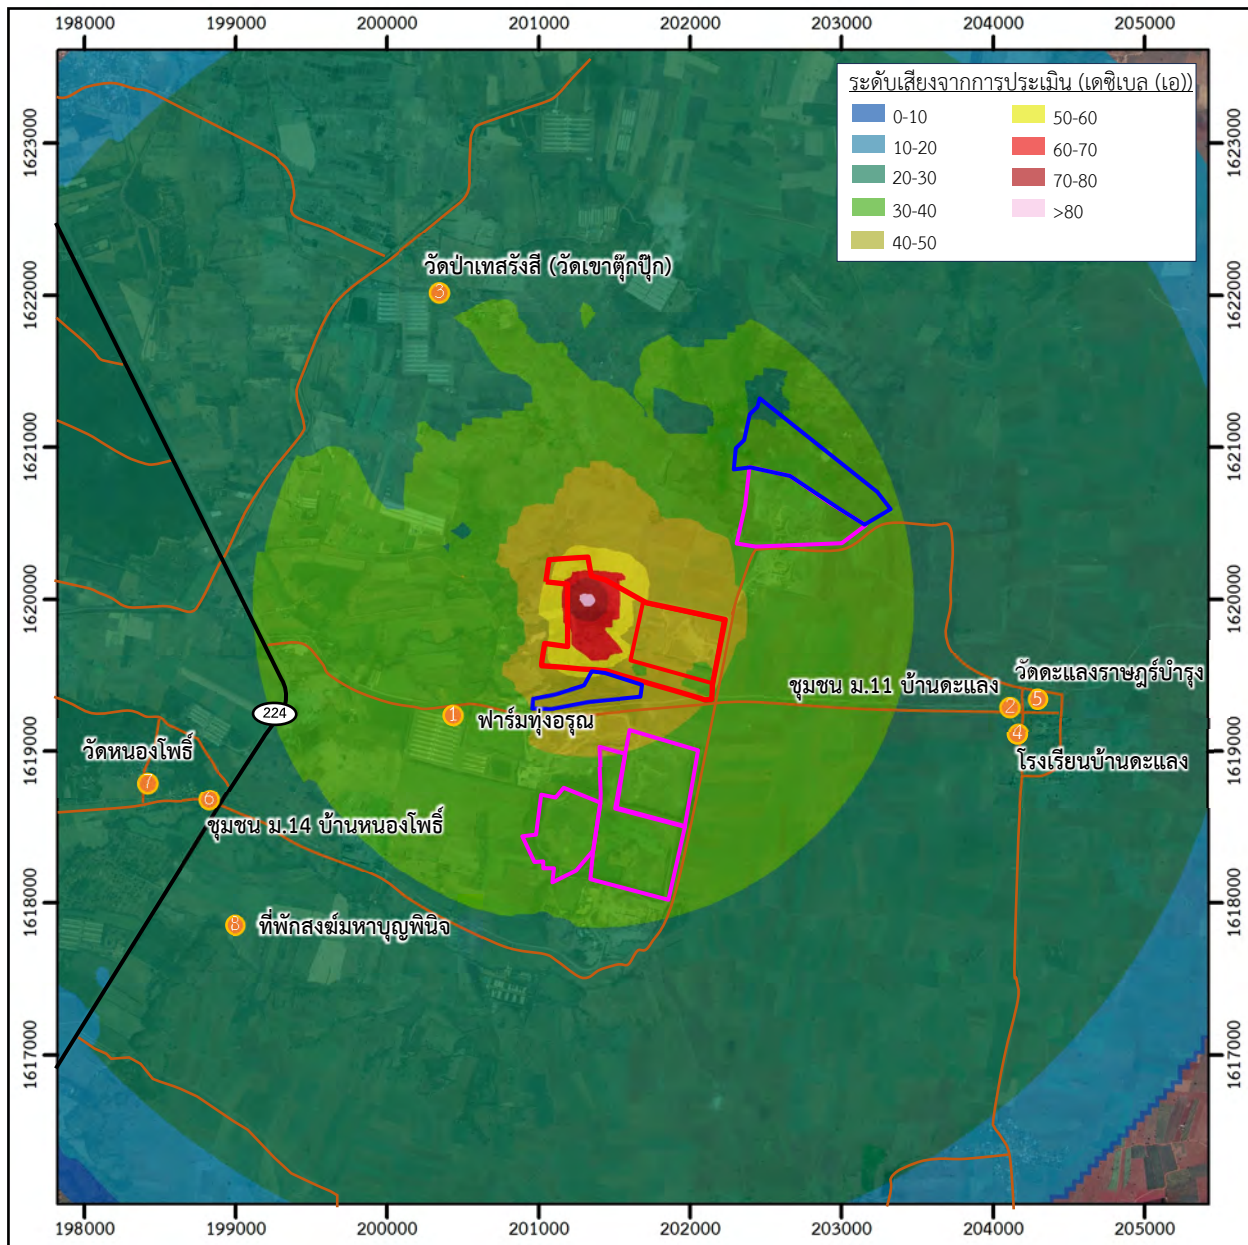 198000 199000 200000 201000 202000 203000 204000 205000
ระดับเสียงจากการประเมิน (เดซิเบล (เอ))
0-10
10-20
20-30
30-40
40-50
50-60
60-70
70-80
>80
1623000
1622000
1621000
1620000
1619000
1618000
1617000
1623000
1622000
1621000
1620000
1619000
1618000
1617000
วัดป่าเทสรังสี (วัดเขาตุ๊กปุ๊ก)
3
วัดดะแลงราษฎร์บำรุง
5
ชุมชน ม.11 บ้านดะแลง
2
224
1
ฟาร์มทุ่งอรุณ
4
โรงเรียนบ้านดะแลง
วัดหนองโพธิ์
7
6
ชุมชน ม.14 บ้านหนองโพธิ์
8
ที่พักสงฆ์มหาบุญพินิจ
198000 199000 200000 201000 202000 203000 204000 205000